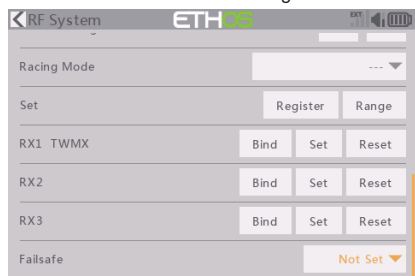 RF System ETHOS EXT
Racing Mode ---
Set Register Range
RX1 TWMX Bind Set Reset
RX2 Bind Set Reset
RX3 Bind Set Reset
Failsafe Not Set